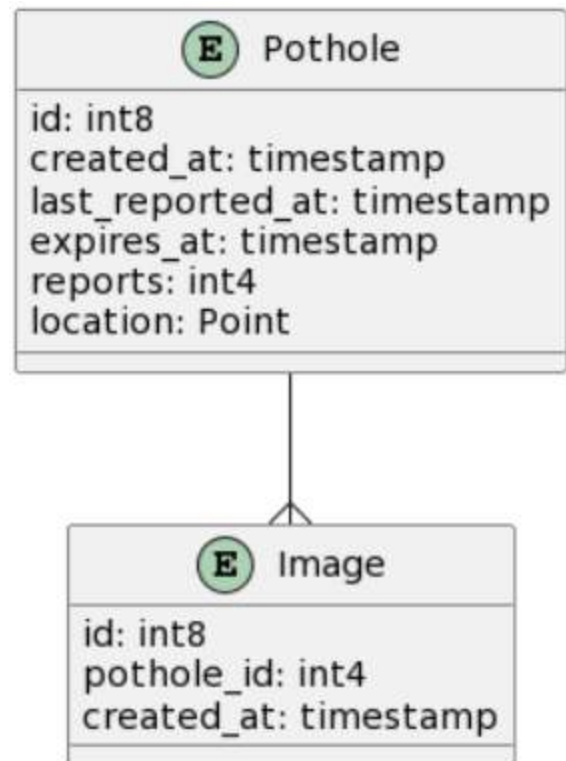 E Pothole
id: int8
created_at: timestamp
last_reported_at: timestamp
expires_at: timestamp
reports: int4
location: Point
E Image
id: int8
pothole_id: int4
created_at: timestamp